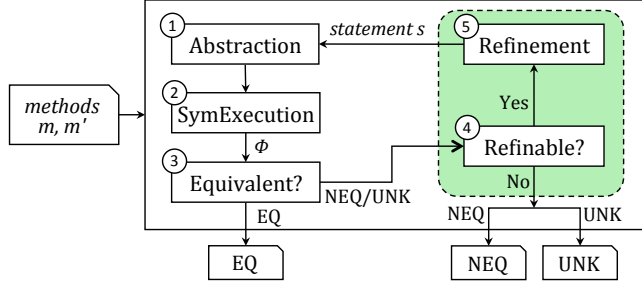 1
Abstraction
statement s
5
Refinement
methods
m, m'
2
SymExecution
Yes
Φ
4
Refinable?
3
Equivalent?
NEQ/UNK
No
EQ
NEQ
UNK
EQ
NEQ
UNK